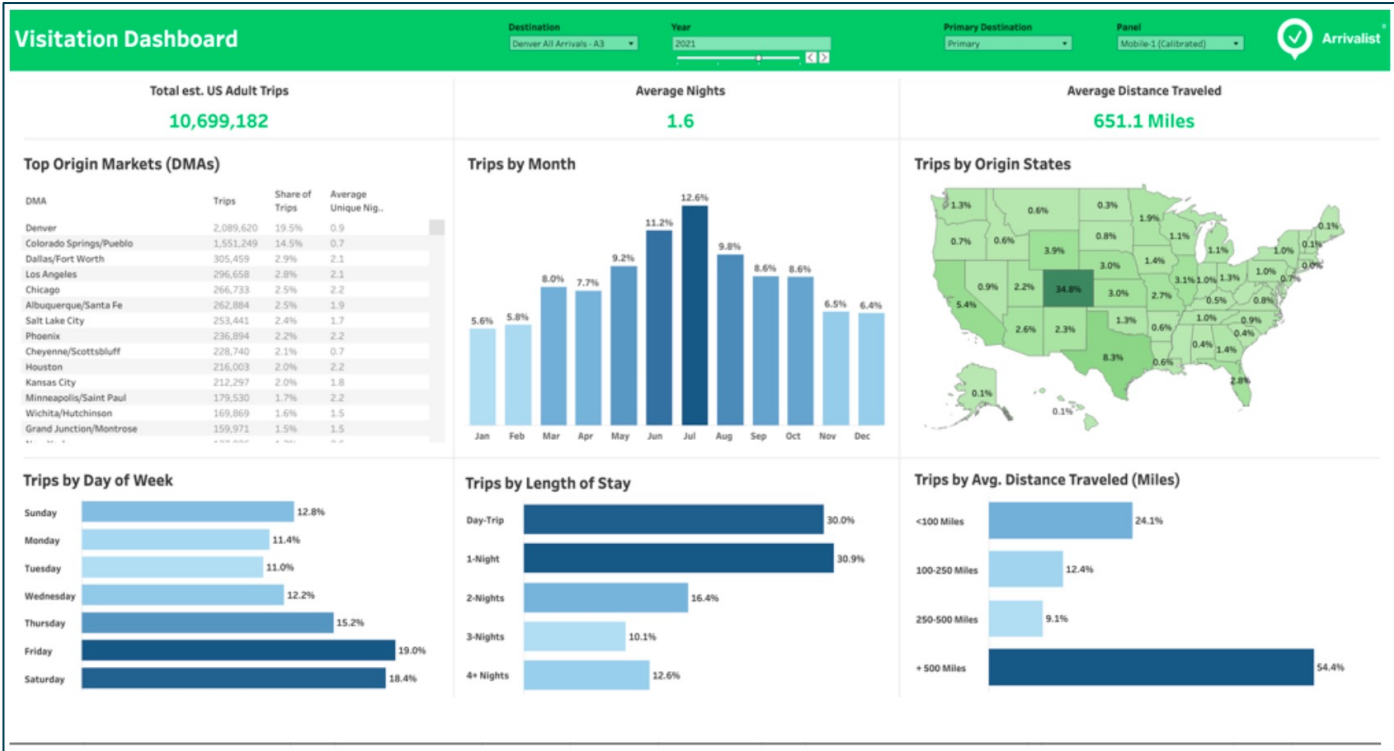 Visitation Dashboard
Destination
Denver All Arrivals - A3
Year
2021
Primary Destination
Primary
Panel
Mobile-1 (Calibrated)
Arrivalist
Total est. US Adult Trips
10,699,182
Average Nights
1.6
Average Distance Traveled
651.1 Miles
Top Origin Markets (DMAs)
DMA Trips Share of Trips Average Unique Nig..
Denver 2,089,620 19.5% 0.9
Colorado Springs/Pueblo 1,551,249 14.5% 0.7
Dallas/Fort Worth 305,459 2.9% 2.1
Los Angeles 296,658 2.8% 2.1
Chicago 266,733 2.5% 2.2
Albuquerque/Santa Fe 262,884 2.5% 1.9
Salt Lake City 253,441 2.4% 1.7
Phoenix 236,894 2.2% 2.2
Cheyenne/Scottsbluff 228,740 2.1% 0.7
Houston 216,003 2.0% 2.2
Kansas City 212,297 2.0% 1.8
Minneapolis/Saint Paul 179,530 1.7% 2.2
Wichita/Hutchinson 169,869 1.6% 1.5
Grand Junction/Montrose 159,971 1.5% 1.5
Trips by Month
12.6%
11.2%
9.8%
9.2%
8.6% 8.6%
8.0%
7.7%
6.5% 6.4%
5.6% 5.8%
Jan Feb Mar Apr May Jun Jul Aug Sep Oct Nov Dec
Trips by Origin States
1.3% 0.6% 0.3% 1.9% 0.1%
0.7% 0.6% 3.9% 0.8% 1.1% 1.1% 1.0% 0.1%
0.0%
0.9% 2.2% 34.8% 3.0% 1.4% 3.1% 1.0% 1.3% 1.0% 0.7%
5.4% 3.0% 2.7% 0.5% 0.8%
2.6% 2.3% 1.3% 0.6% 1.0% 0.9%
0.4%
8.3% 0.6% 0.4% 1.4%
2.8%
0.1%
0.1%
Trips by Day of Week
Sunday 12.8%
Monday 11.4%
Tuesday 11.0%
Wednesday 12.2%
Thursday 15.2%
Friday 19.0%
Saturday 18.4%
Trips by Length of Stay
Day-Trip 30.0%
1-Night 30.9%
2-Nights 16.4%
3-Nights 10.1%
4+ Nights 12.6%
Trips by Avg. Distance Traveled (Miles)
<100 Miles 24.1%
100-250 Miles 12.4%
250-500 Miles 9.1%
+ 500 Miles 54.4%